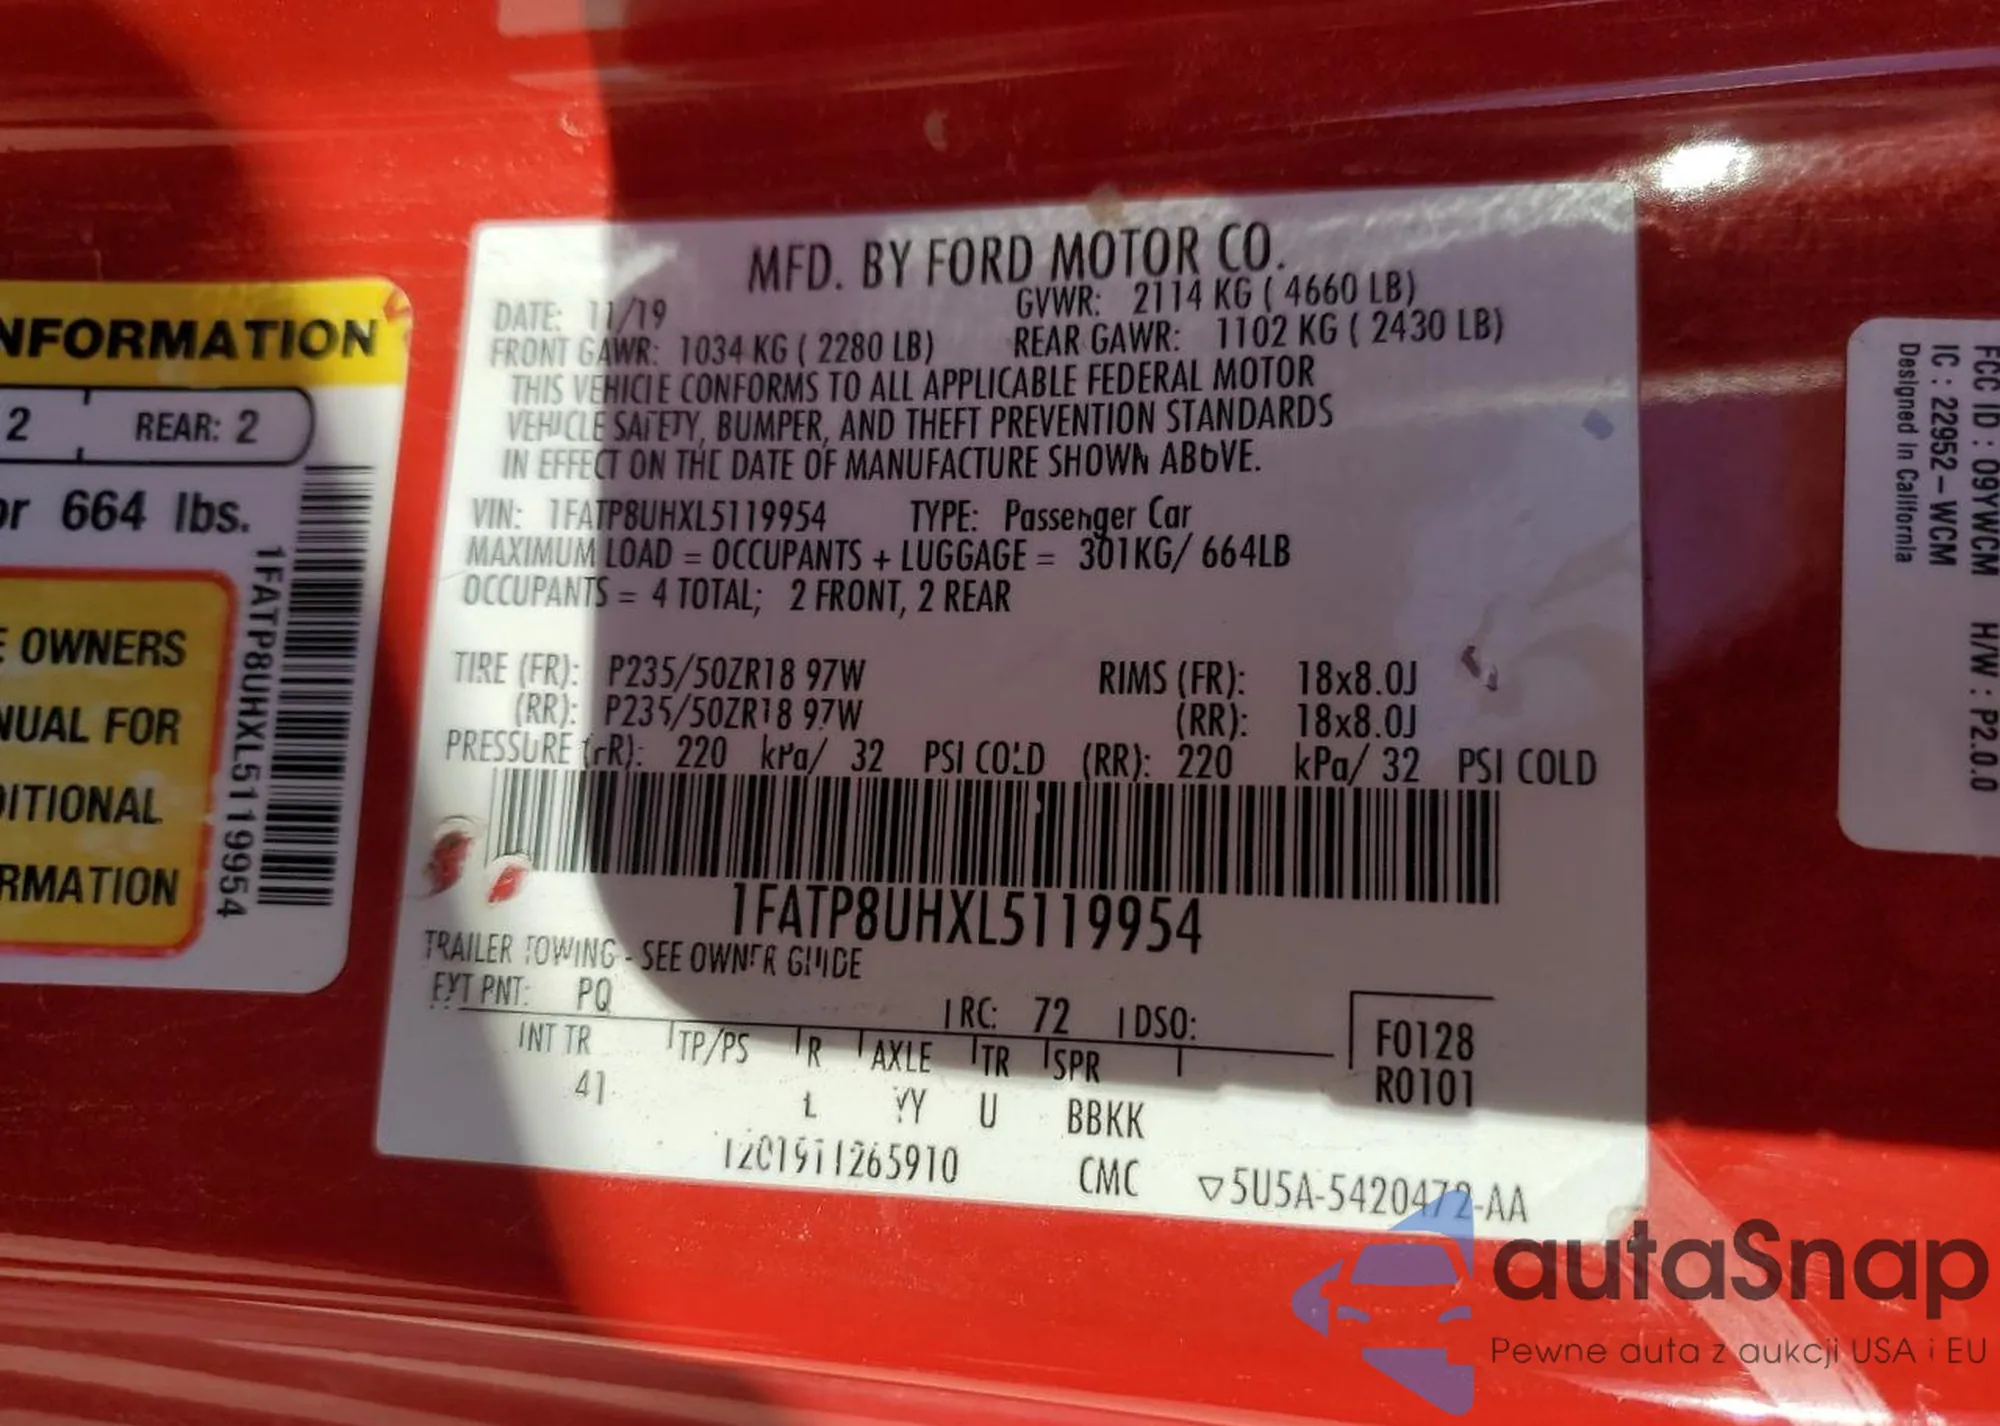 NFORMATION
2 REAR: 2
or 664 lbs.
E OWNERS
NUAL FOR
DITIONAL
RMATION
1FATP8UHXL5119954
MFD. BY FORD MOTOR CO.
DATE: 11/19 GVWR: 2114 KG ( 4660 LB)
FRONT GAWR: 1034 KG ( 2280 LB) REAR GAWR: 1102 KG ( 2430 LB)
THIS VEHICLE CONFORMS TO ALL APPLICABLE FEDERAL MOTOR
VEHICLE SAFETY, BUMPER, AND THEFT PREVENTION STANDARDS
IN EFFECT ON THE DATE OF MANUFACTURE SHOWN ABOVE.
VIN: 1FATP8UHXL5119954 TYPE: Passenger Car
MAXIMUM LOAD = OCCUPANTS + LUGGAGE = 301KG/ 664LB
OCCUPANTS = 4 TOTAL; 2 FRONT, 2 REAR
TIRE (FR): P235/50ZR18 97W RIMS (FR): 18x8.0J
(RR): P235/50ZR18 97W (RR): 18x8.0J
PRESSURE (FR): 220 kPa/ 32 PSI COLD (RR): 220 kPa/ 32 PSI COLD
1FATP8UHXL5119954
TRAILER TOWING - SEE OWNER GUIDE
EXT PNT: PQ RC: 72 DSO:
INT TR TP/PS R AXLE TR SPR
41 L YY U BBKK
F0128
R0101
1201911265910 CMC ▽5U5A-5420472-AA
FCC ID : O9YWCM H/W : P2.0.0
IC : 22952-WCM
Designed in California
autaSnap
Pewne auta z aukcji USA i EU